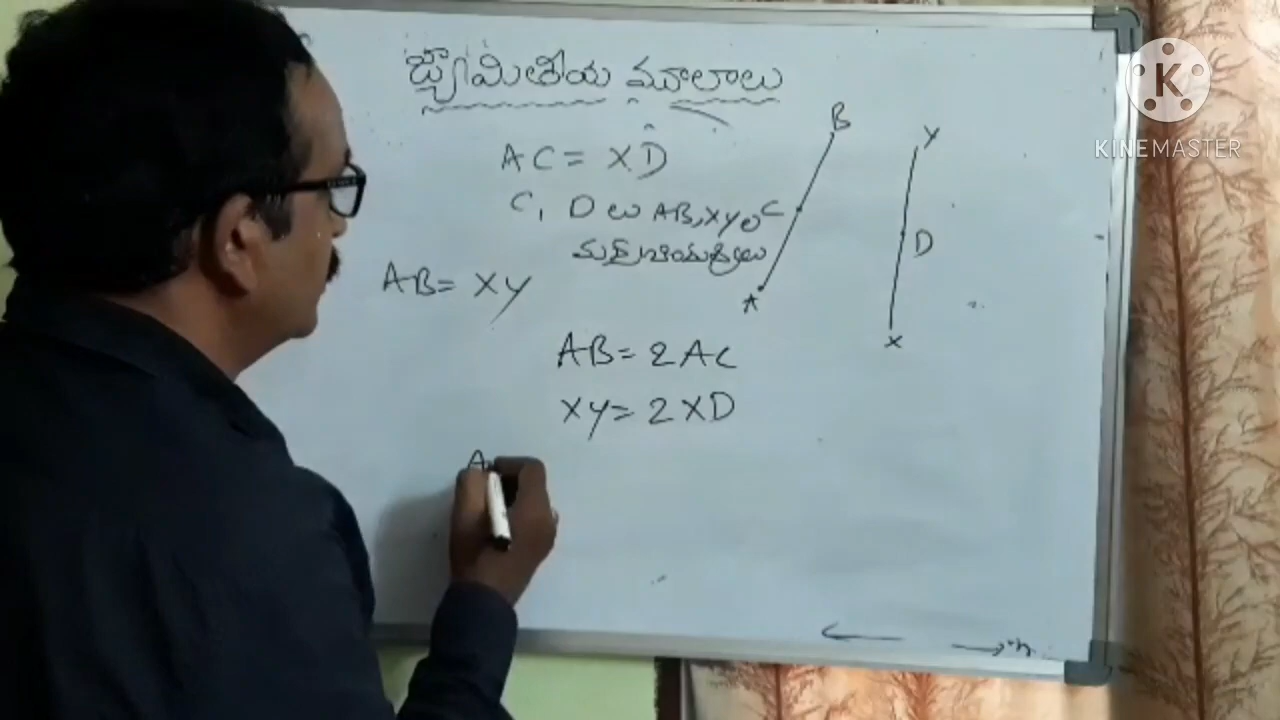 జ్యామితీయ మూలాలు
AC = XD
C, D లు AB, XY ల
మధ్యబిందువులు
AB = XY
AB = 2AC
XY = 2XD
A
B
C
A
Y
D
X
K
KINEMASTER